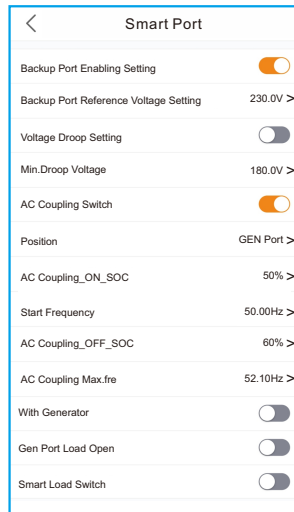 Smart Port
Backup Port Enabling Setting
Backup Port Reference Voltage Setting 230.0V >
Voltage Droop Setting
Min.Droop Voltage 180.0V >
AC Coupling Switch
Position GEN Port >
AC Coupling_ON_SOC 50% >
Start Frequency 50.00Hz >
AC Coupling_OFF_SOC 60% >
AC Coupling Max.fre 52.10Hz >
With Generator
Gen Port Load Open
Smart Load Switch